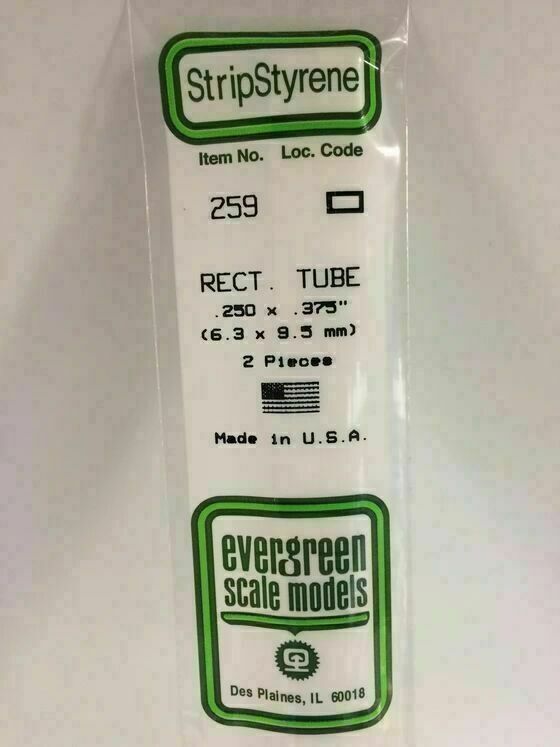 StripStyrene
Item No. Loc. Code
259
RECT. TUBE
.250 x .375"
(6.3 x 9.5 mm)
2 Pieces
Made in U.S.A.
evergreen
scale models
Des Plaines, IL 60018